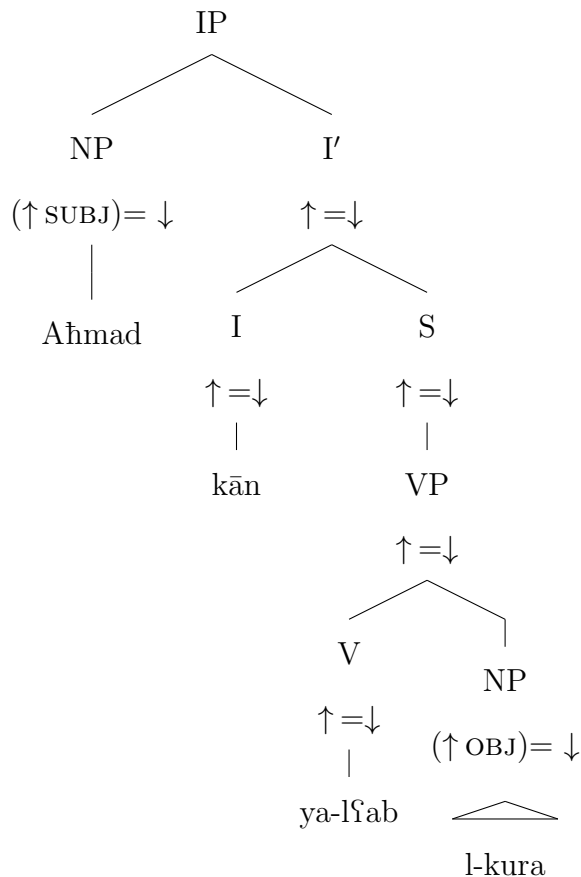 IP
NP I′
(↑ SUBJ)= ↓ ↑ =↓
Aħmad I S
↑ =↓ ↑ =↓
kān VP
↑ =↓
V NP
↑ =↓ (↑ OBJ)= ↓
ya-lʕab l-kura